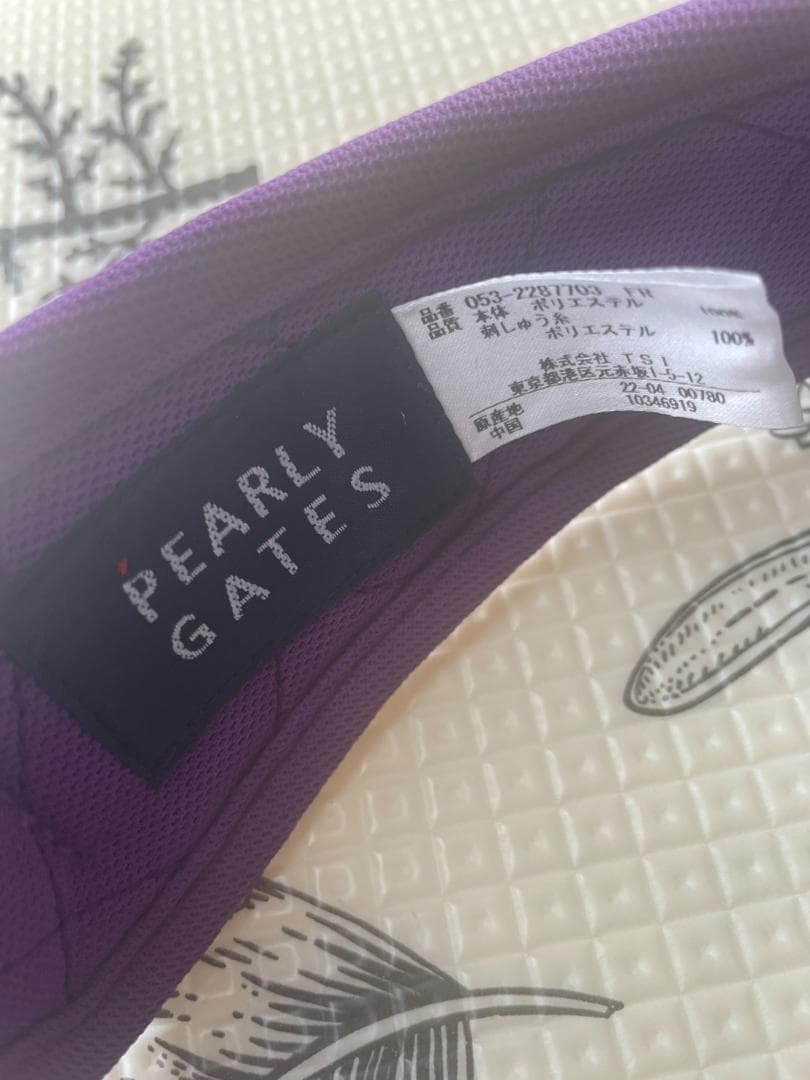 PEARLY
GATES
品番 053-2287703 FR
品質 本体 ポリエステル 100%
刺しゅう糸
ポリエステル 100%
株式会社 TSI
東京都港区元赤坂1-5-12
22-04 00780
原産地 10346919
中国